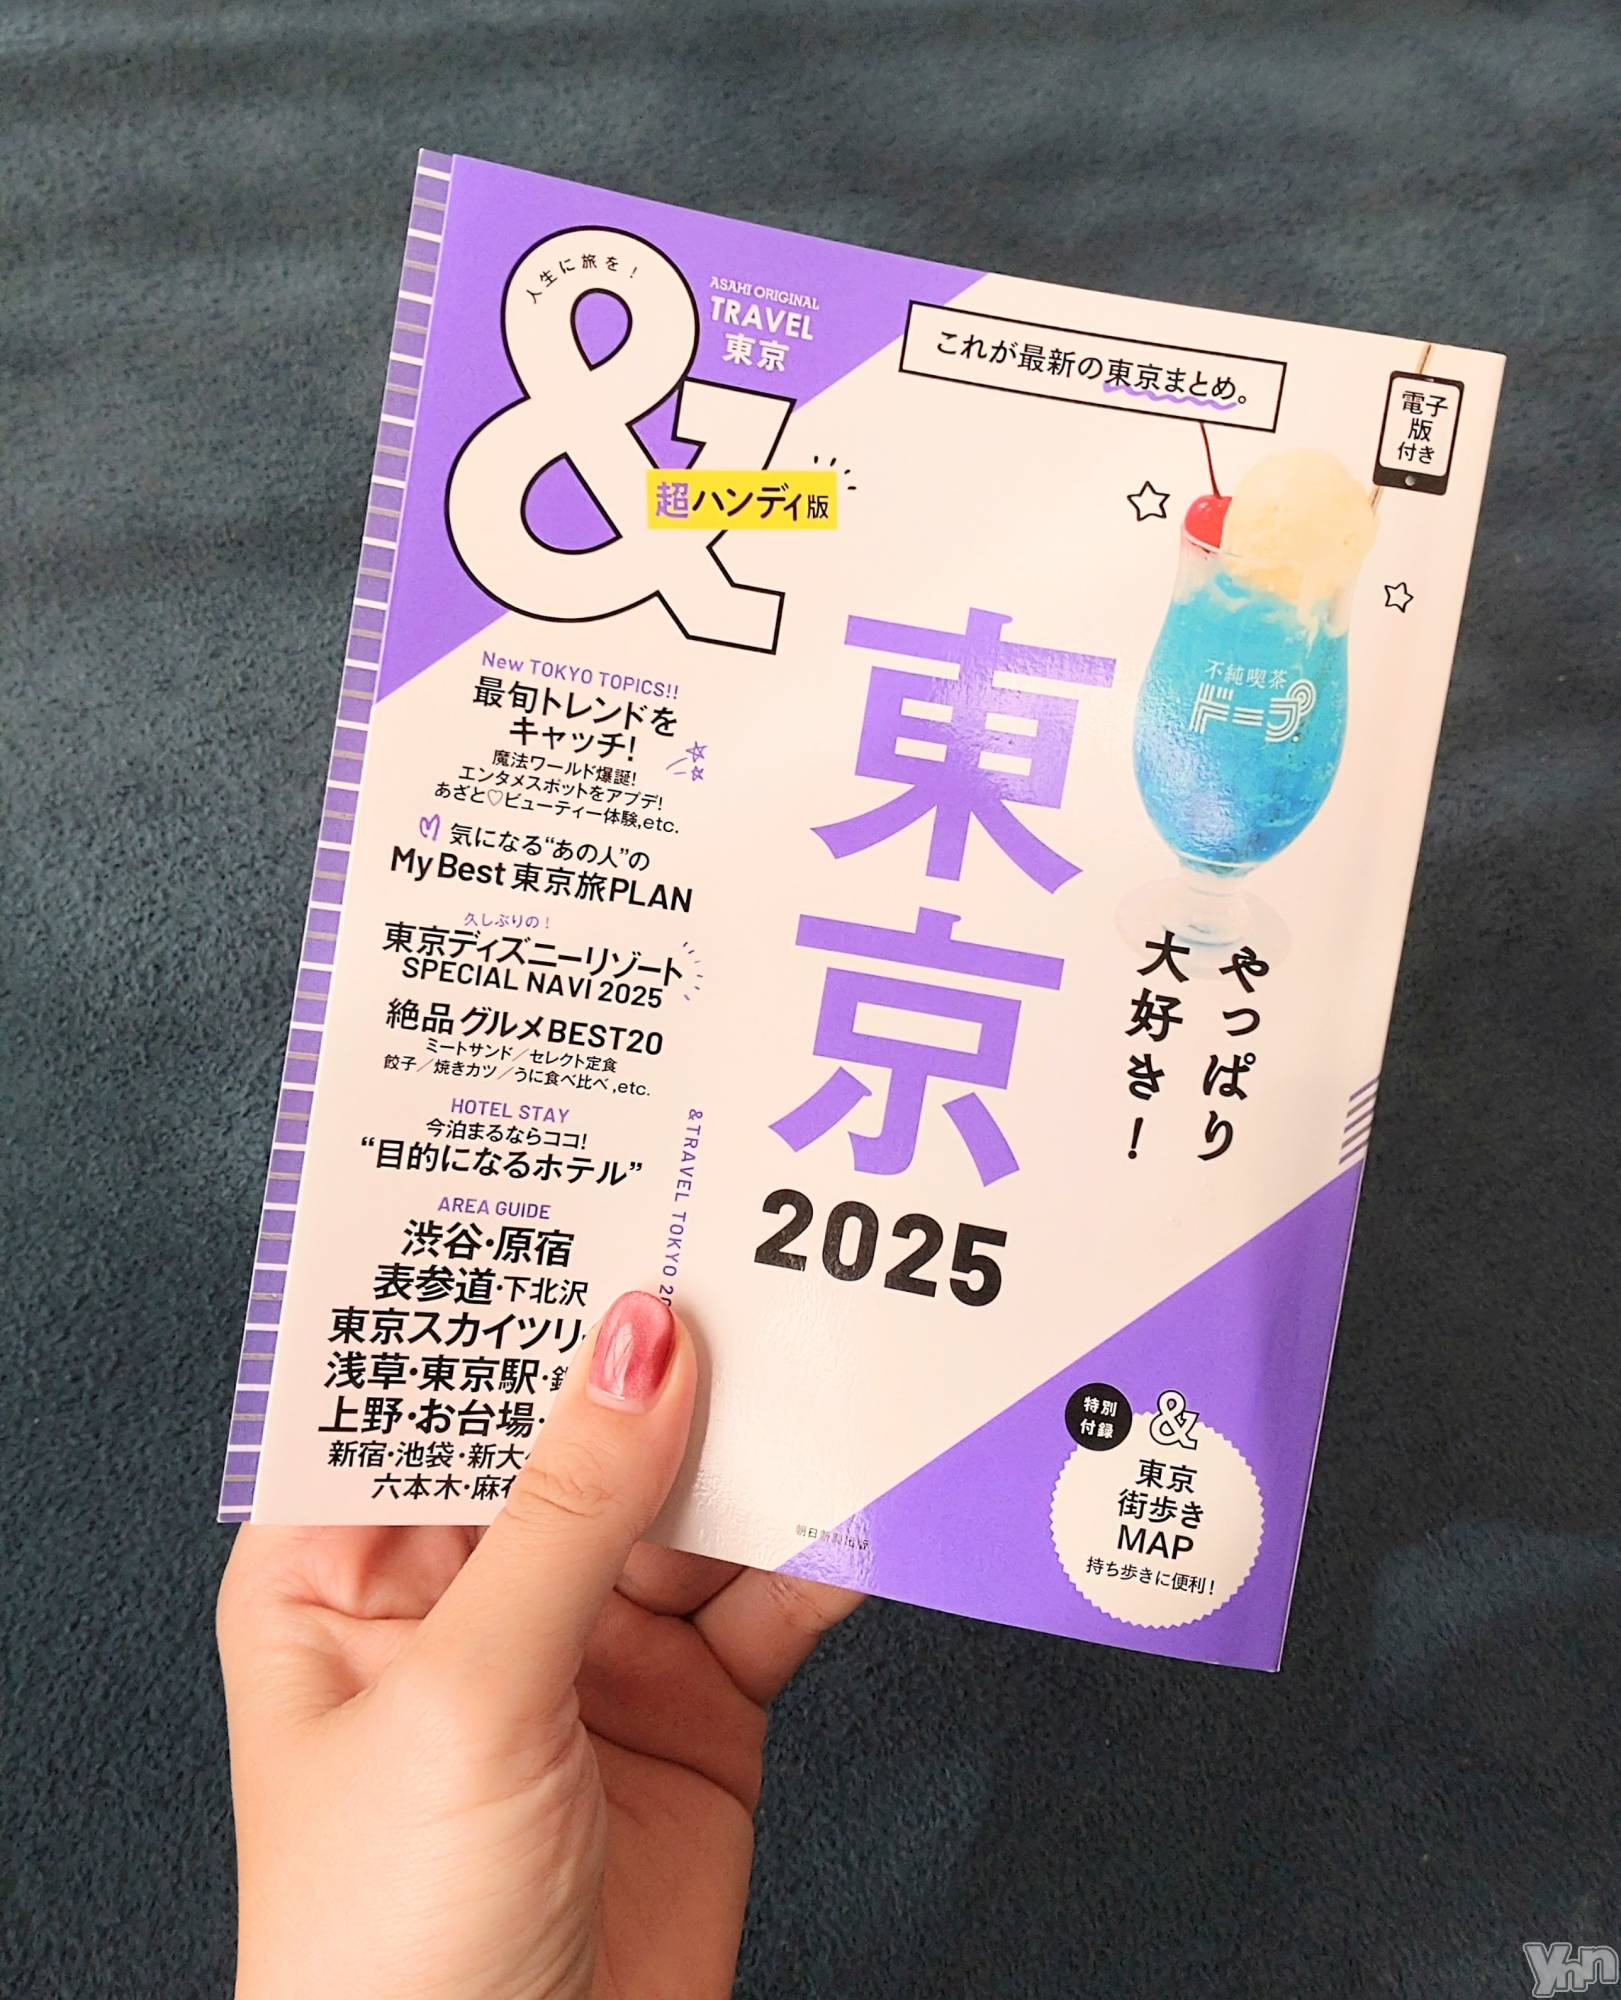 人生に旅を!
&
ASAHI ORIGINAL
TRAVEL
東京
超ハンディ版
これが最新の東京まとめ。
電子
版
付き
不純喫茶
ドープ
東京
2025
やっぱり
大好き!
New TOKYO TOPICS!!
最旬トレンドを
キャッチ!
魔法ワールド爆誕!
エンタメスポットをアプデ!
あざと♡ビューティー体験,etc.
気になる“あの人”の
My Best 東京旅PLAN
久しぶりの!
東京ディズニーリゾート
SPECIAL NAVI 2025
絶品グルメBEST20
ミートサンド/セレクト定食
餃子/焼きカツ/うに食べ比べ,etc.
HOTEL STAY
今泊まるならココ!
“目的になるホテル”
AREA GUIDE
渋谷・原宿
表参道・下北沢
東京スカイツリ
浅草・東京駅・
上野・お台場・
新宿・池袋・新大
六本木・麻
&TRAVEL TOKYO 20
特別
付録
&
東京
街歩き
MAP
持ち歩きに便利!
朝日新聞出版